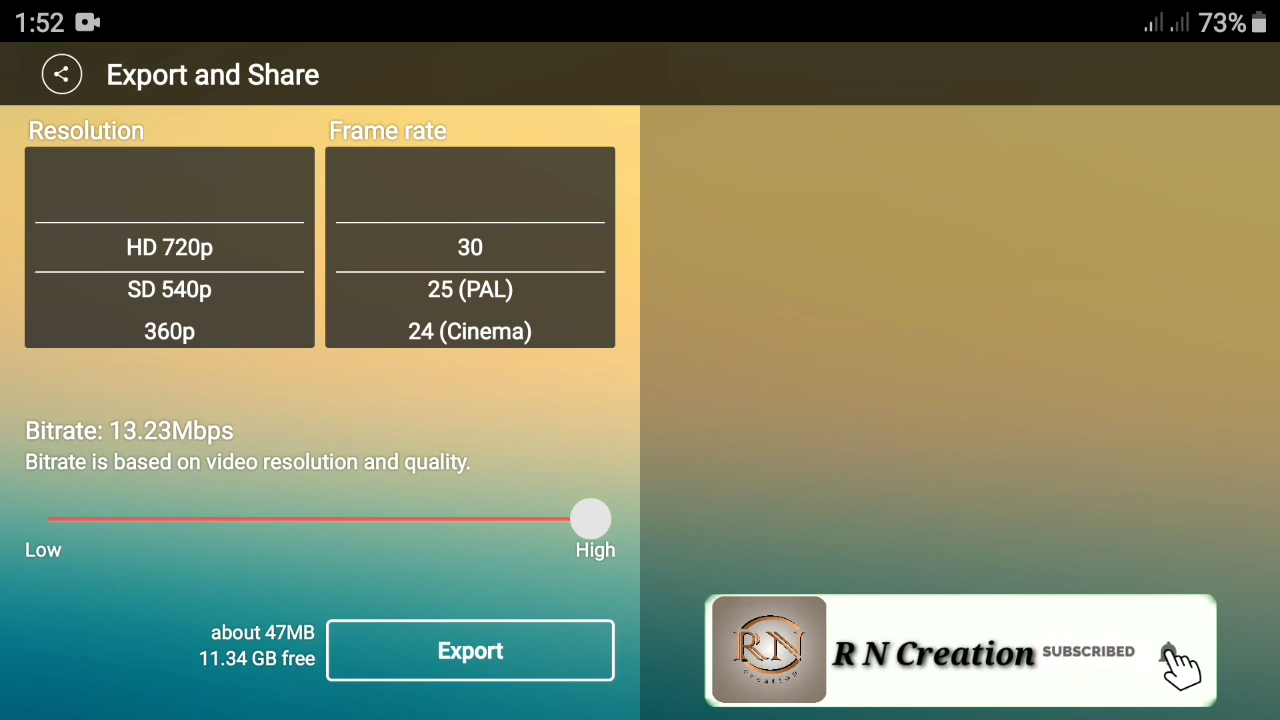 1:52
73%
Export and Share
Resolution
Frame rate
HD 720p
30
SD 540p
25 (PAL)
360p
24 (Cinema)
Bitrate: 13.23Mbps
Bitrate is based on video resolution and quality.
Low
High
about 47MB
11.34 GB free
Export
RN
creation
R N Creation
SUBSCRIBED